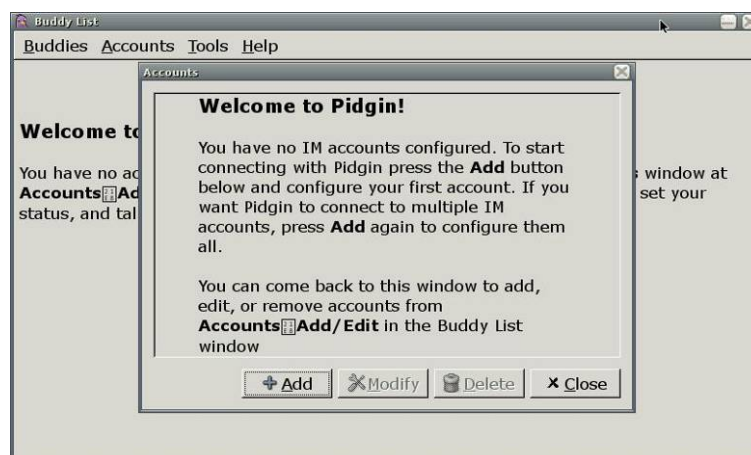 Buddy List
Buddies Accounts Tools Help
Accounts
Welcome to Pidgin!
You have no IM accounts configured. To start
connecting with Pidgin press the Add button
below and configure your first account. If you
want Pidgin to connect to multiple IM
accounts, press Add again to configure them
all.
You can come back to this window to add,
edit, or remove accounts from
Accounts Add/Edit in the Buddy List
window
Add Modify Delete Close
Welcome to
You have no window at
Accounts set your
status, and